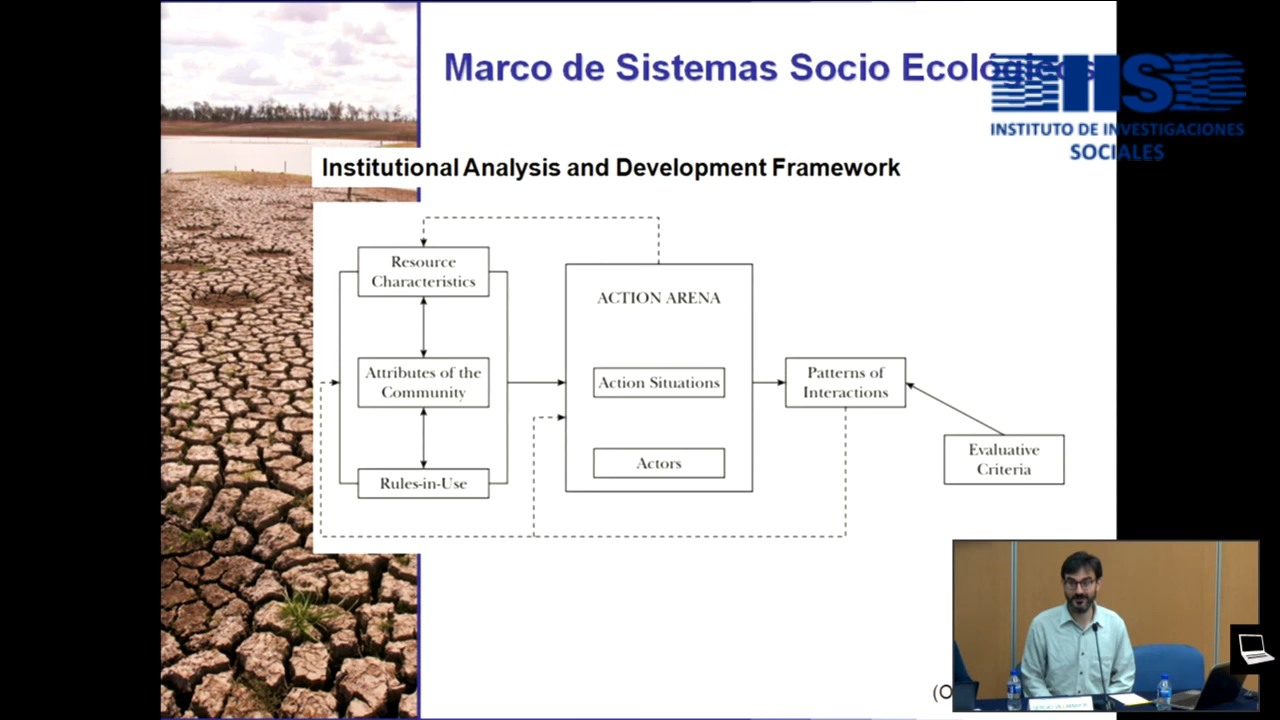 Marco de Sistemas Socio Ecológicos
IIS
INSTITUTO DE INVESTIGACIONES
SOCIALES
Institutional Analysis and Development Framework
Resource
Characteristics
ACTION ARENA
Attributes of the
Community
Action Situations
Patterns of
Interactions
Rules-in-Use
Actors
Evaluative
Criteria
(O